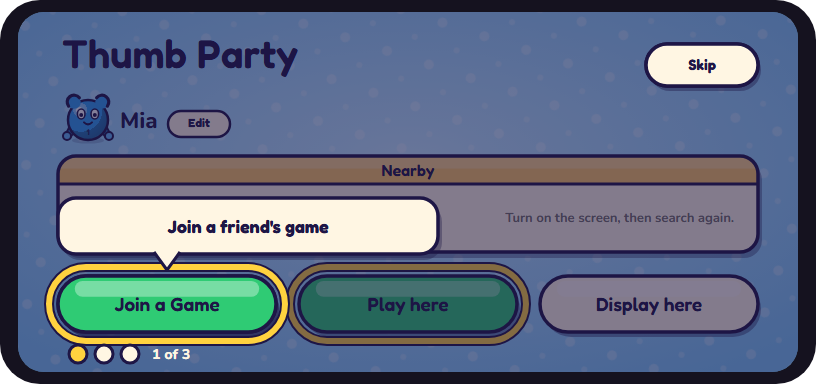 Thumb Party
Skip
Mia
Edit
Nearby
Join a friend's game
Turn on the screen, then search again.
Join a Game
Play here
Display here
1 of 3